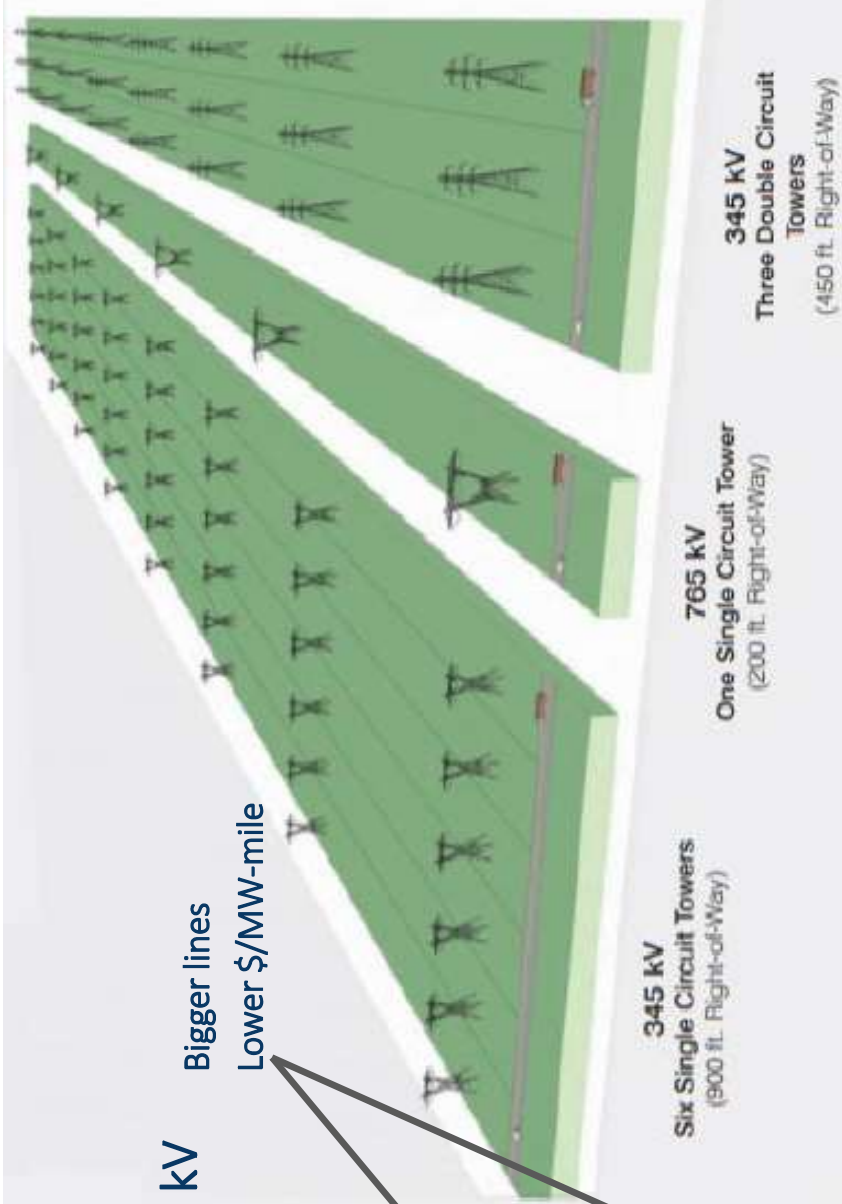 kV
Bigger lines
Lower $/MW-mile
345 kV
Six Single Circuit Towers
(900 ft. Right-of-Way)
765 kV
One Single Circuit Tower
(200 ft. Right-of-Way)
345 kV
Three Double Circuit
Towers
(450 ft. Right-of-Way)